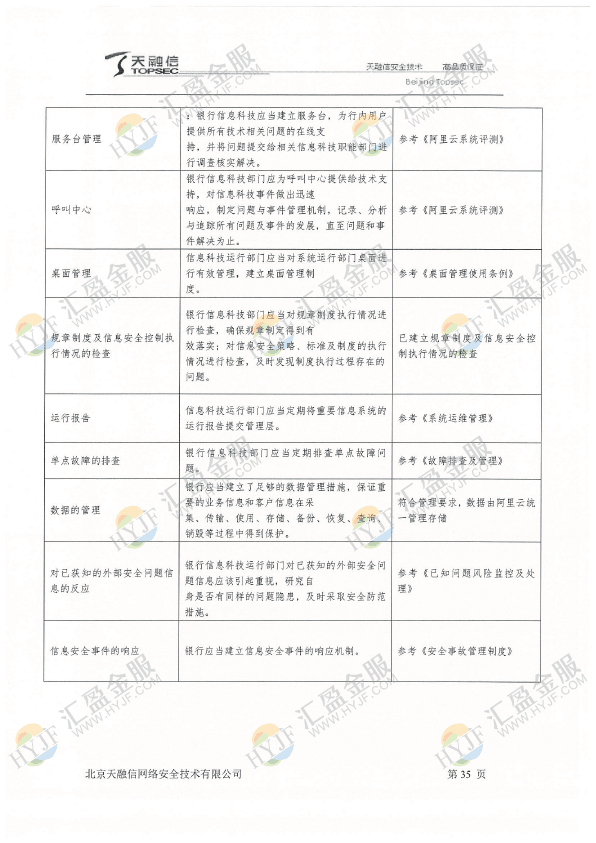 天融信
TOPSEC
天融信安全技术 高品质保证
Beijing Topsec
服务台管理
：银行信息科技应当建立服务台，为行内用户
提供所有技术相关问题的在线支
持，并将问题提交给相关信息科技职能部门进
行调查核实解决。
参考《阿里云系统评测》
呼叫中心
银行信息科技部门应为呼叫中心提供给技术支
持，对信息科技事件做出迅速
响应，制定问题与事件管理机制，记录、分析
与追踪所有问题及事件的发展，直至问题和事
件解决为止。
参考《阿里云系统评测》
桌面管理
信息科技运行部门应当对系统运行部门桌面进
行有效管理，建立桌面管理制
度。
参考《桌面管理使用条例》
规章制度及信息安全控制执
行情况的检查
银行信息科技部门应当对规章制度执行情况进
行检查，确保规章制定得到有
效落实；对信息安全策略、标准及制度的执行
情况进行检查，及时发现制度执行过程存在的
问题。
已建立规章制度及信息安全控
制执行情况的检查
运行报告
信息科技运行部门应当定期将重要信息系统的
运行报告提交管理层。
参考《系统运维管理》
单点故障的排查
银行信息科技部门应当定期排查单点故障问
题。
参考《故障排查及管理》
数据的管理
银行应当建立了足够的数据管理措施，保证重
要的业务信息和客户信息在采
集、传输、使用、存储、备份、恢复、查询、
销毁等过程中得到保护。
符合管理要求，数据由阿里云统
一管理存储
对已获知的外部安全问题信
息的反应
银行信息科技运行部门对已获知的外部安全问
题信息应该引起重视，研究自
身是否有同样的问题隐患，及时采取安全防范
措施。
参考《已知问题风险监控及处
理》
信息安全事件的响应
银行应当建立信息安全事件的响应机制。
参考《安全事故管理制度》
北京天融信网络安全技术有限公司
第 35 页
HYJF 汇盈金服
WWW.HYJF.COM